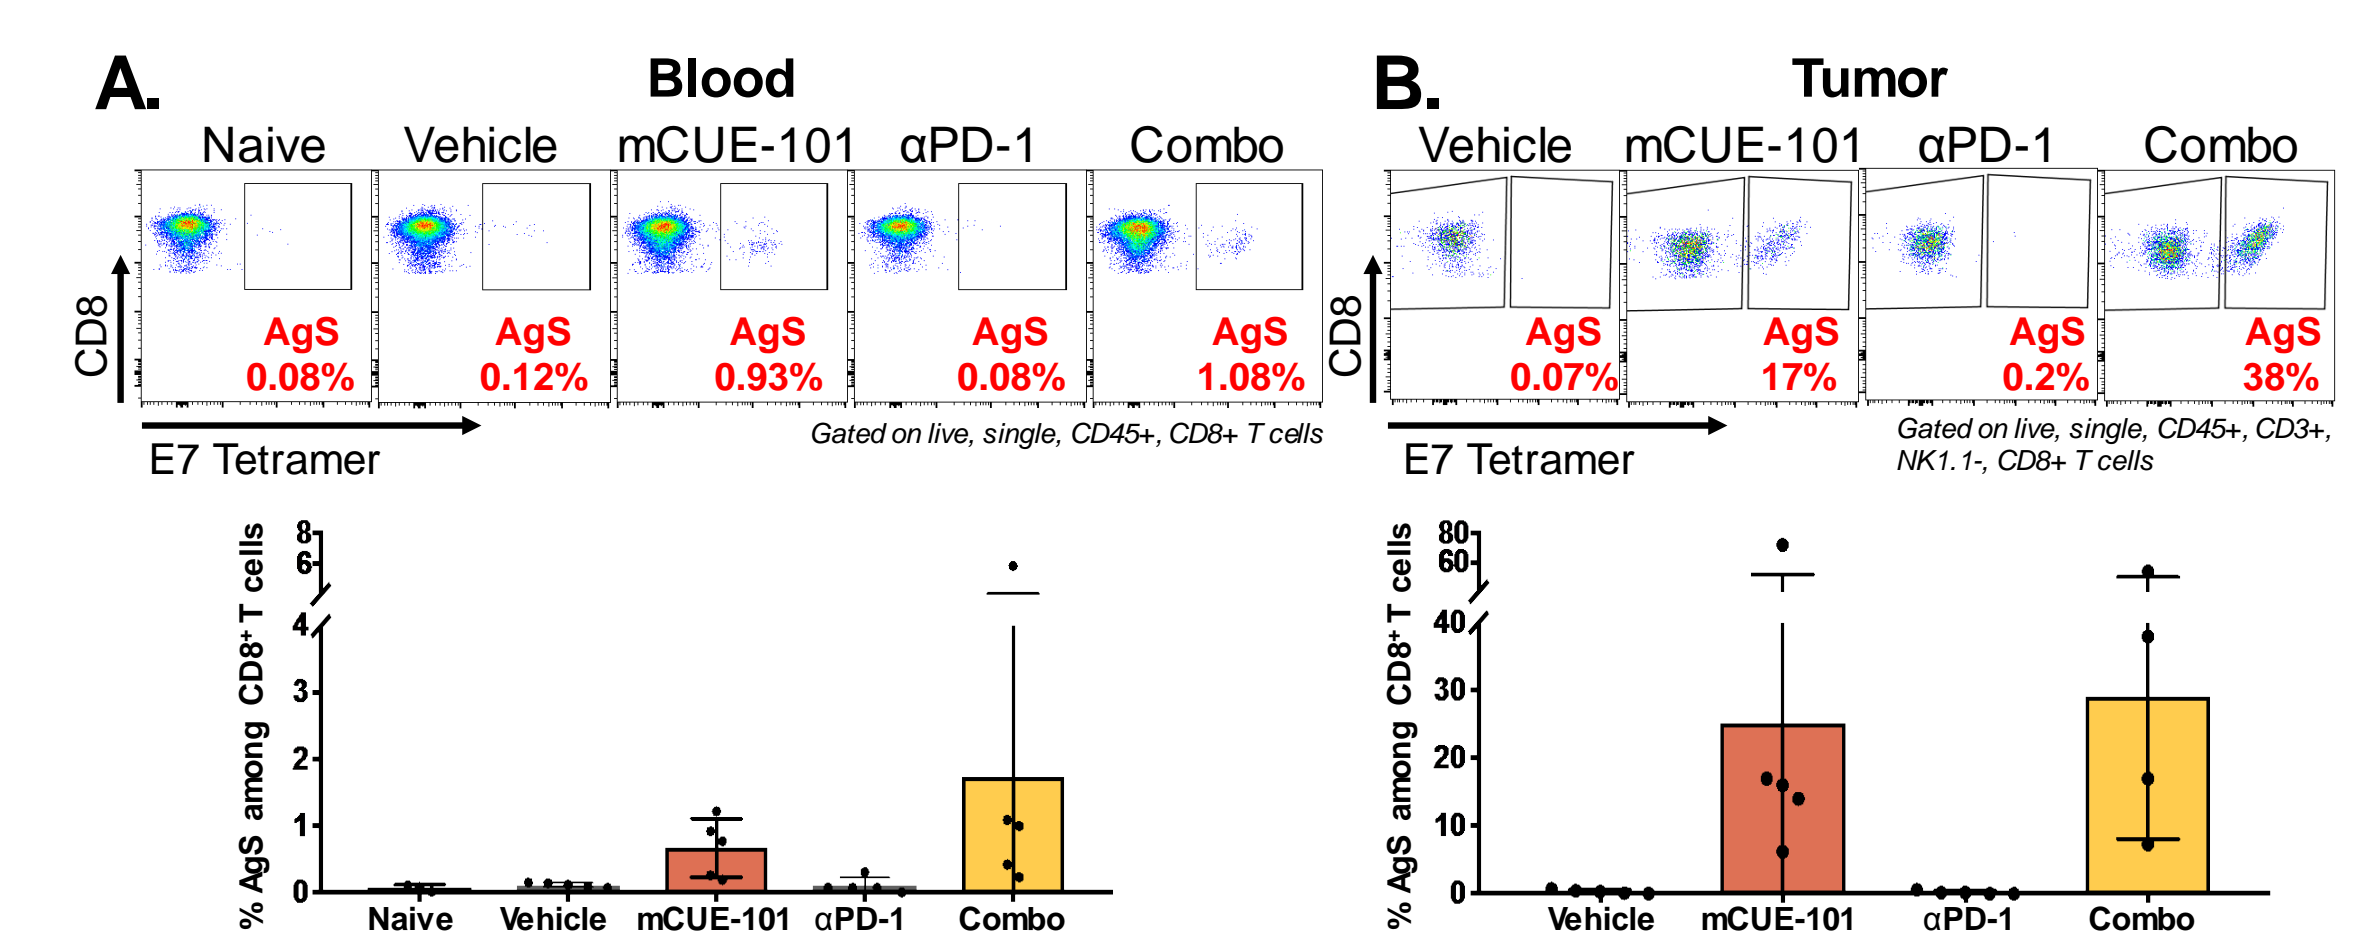 A.
Blood
Naive Vehicle mCUE-101 αPD-1 Combo
CD8
AgS AgS AgS AgS AgS
0.08% 0.12% 0.93% 0.08% 1.08%
E7 Tetramer
Gated on live, single, CD45+, CD8+ T cells
% AgS among CD8+ T cells
8
6
4
3
2
1
0
Naive Vehicle mCUE-101 αPD-1 Combo
B.
Tumor
Vehicle mCUE-101 αPD-1 Combo
CD8
AgS AgS AgS AgS
0.07% 17% 0.2% 38%
E7 Tetramer
Gated on live, single, CD45+, CD3+,
NK1.1-, CD8+ T cells
% AgS among CD8+ T cells
80
60
40
30
20
10
0
Vehicle mCUE-101 αPD-1 Combo